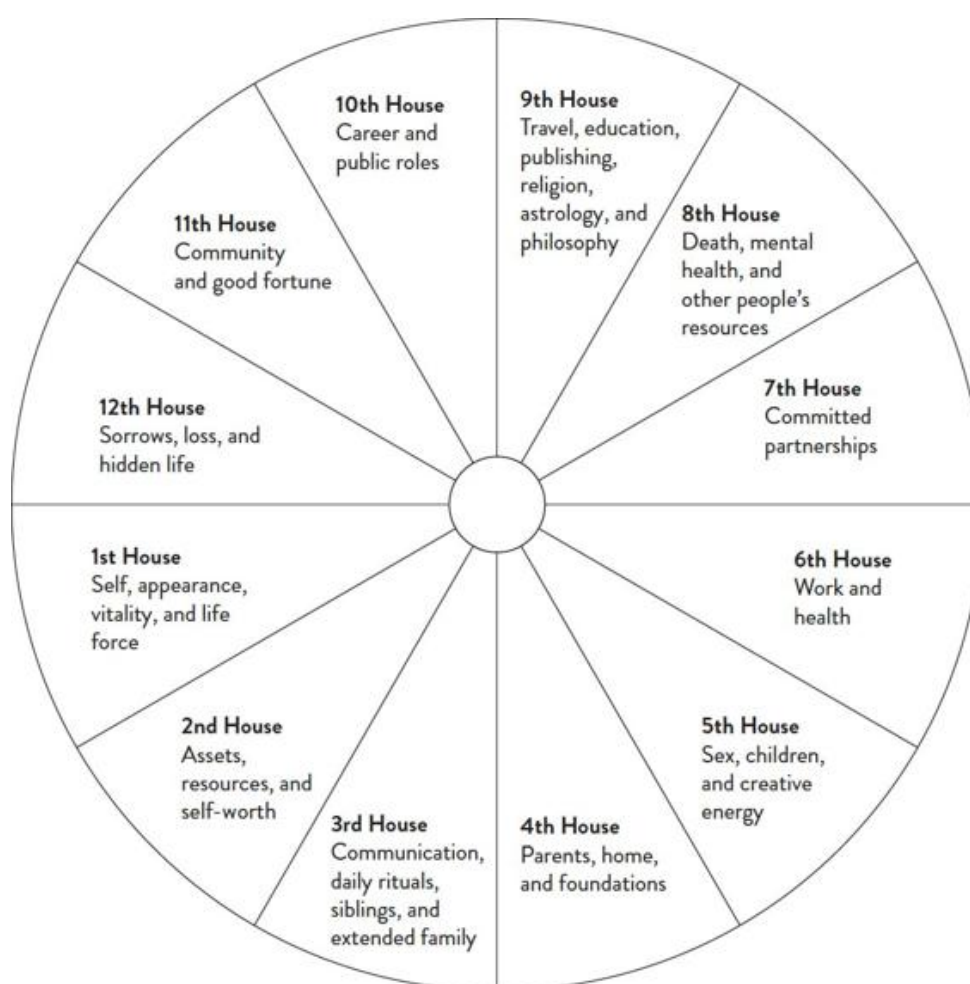 10th House
Career and
public roles
9th House
Travel, education,
publishing,
religion,
astrology, and
philosophy
11th House
Community
and good fortune
8th House
Death, mental
health, and
other people's
resources
12th House
Sorrows, loss, and
hidden life
7th House
Committed
partnerships
1st House
Self, appearance,
vitality, and life
force
6th House
Work and
health
2nd House
Assets,
resources, and
self-worth
5th House
Sex, children,
and creative
energy
3rd House
Communication,
daily rituals,
siblings, and
extended family
4th House
Parents, home,
and foundations